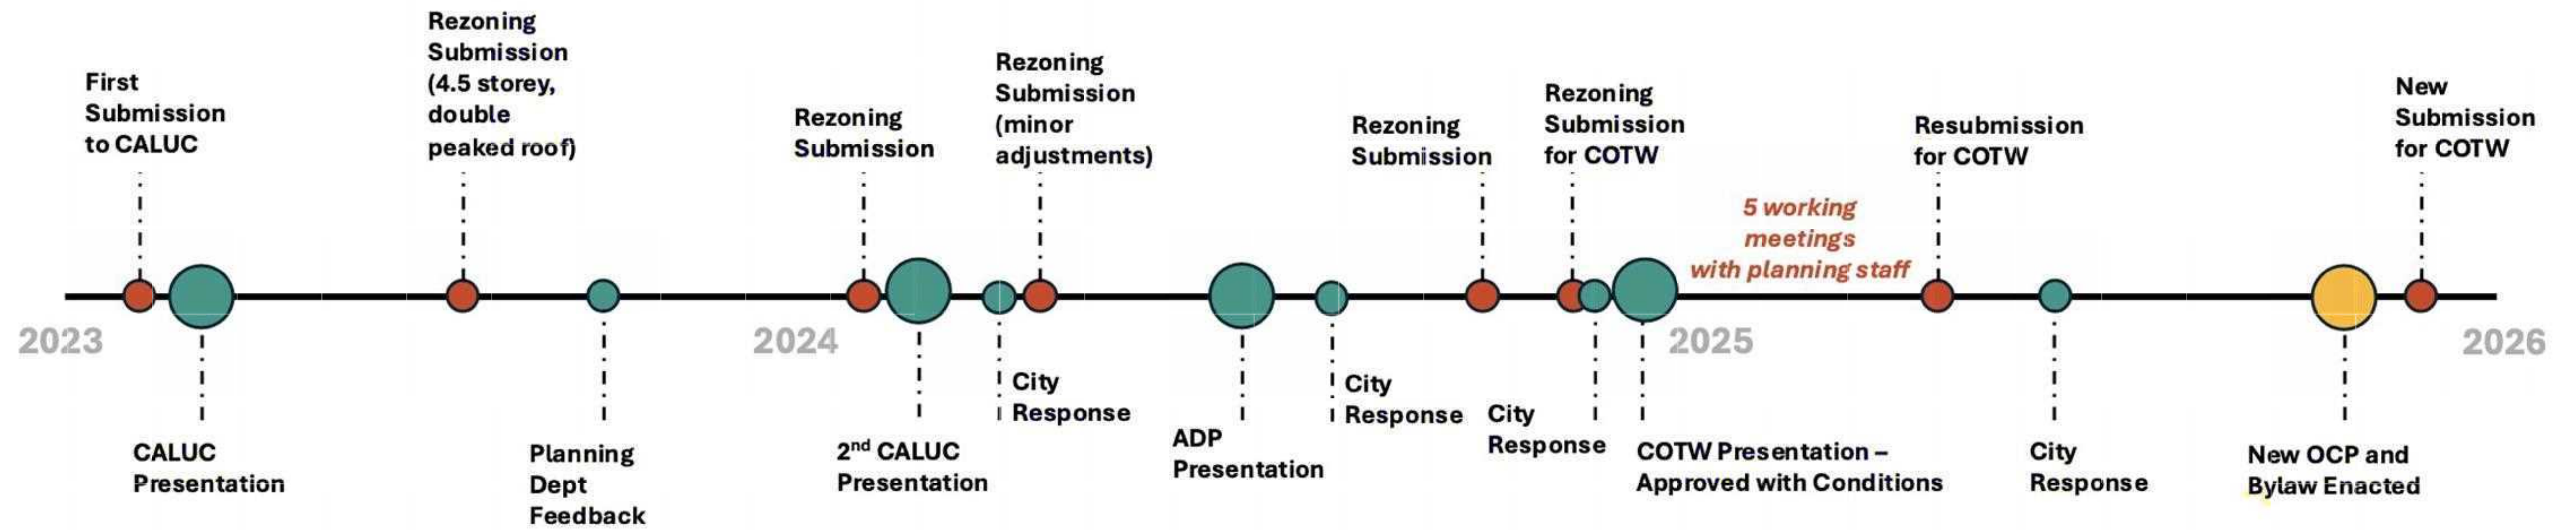 First
Submission
to CALUC
Rezoning
Submission
(4.5 storey,
double
peaked roof)
Rezoning
Submission
Rezoning
Submission
(minor
adjustments)
Rezoning
Submission
Rezoning
Submission
for COTW
5 working
meetings
with planning staff
Resubmission
for COTW
New
Submission
for COTW
2023
2024
2025
2026
CALUC
Presentation
Planning
Dept
Feedback
2nd CALUC
Presentation
City
Response
ADP
Presentation
City
Response
City
Response
COTW Presentation –
Approved with Conditions
City
Response
New OCP and
Bylaw Enacted